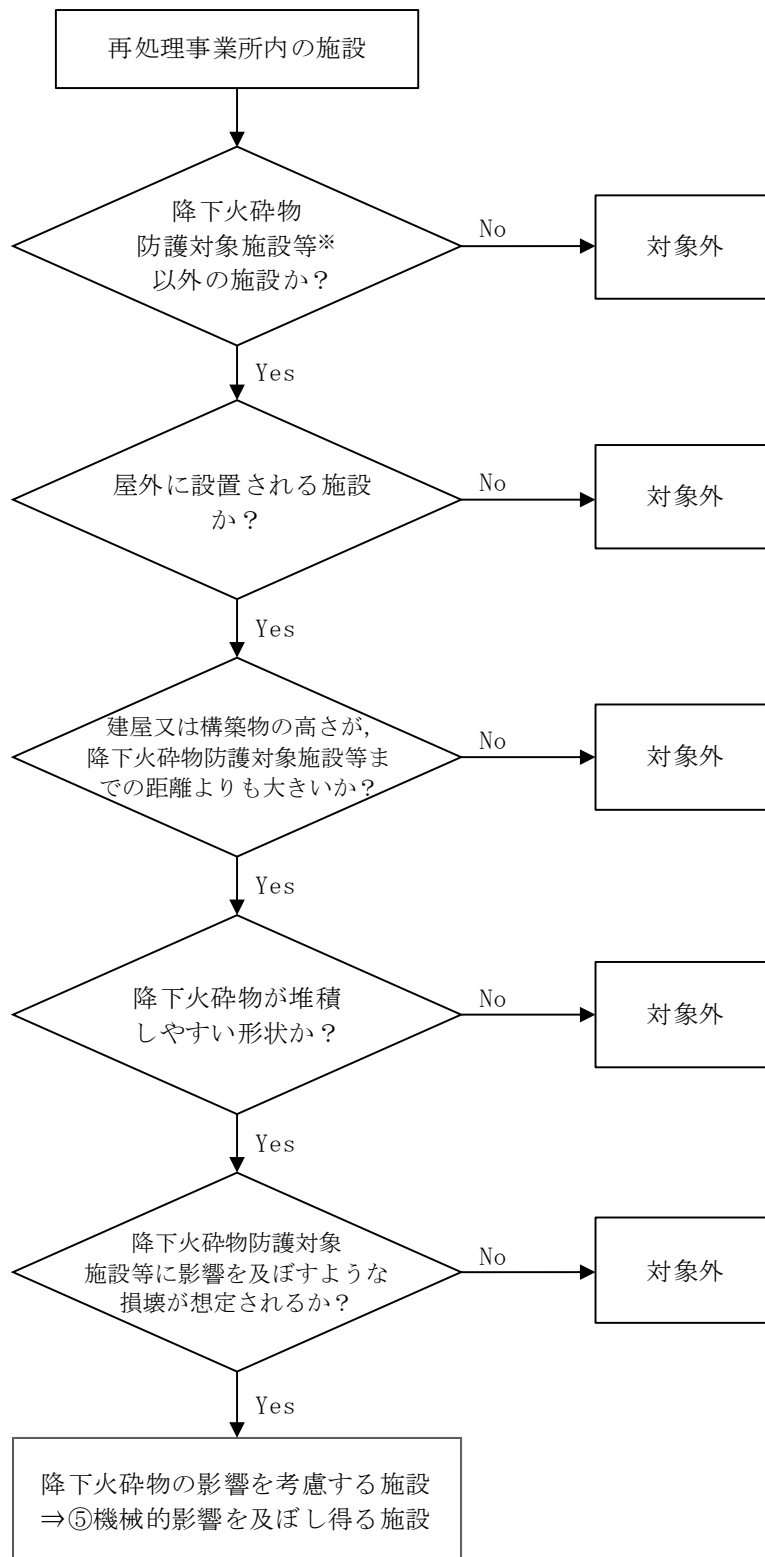 再処理事業所内の施設
降下火砕物
防護対象施設等※
以外の施設か？
No
対象外
Yes
屋外に設置される施設
か？
No
対象外
Yes
建屋又は構築物の高さが，
降下火砕物防護対象施設等ま
での距離よりも大きいか？
No
対象外
Yes
降下火砕物が堆積
しやすい形状か？
No
対象外
Yes
降下火砕物防護対象
施設等に影響を及ぼすような
損壊が想定されるか？
No
対象外
Yes
降下火砕物の影響を考慮する施設
⇒⑤機械的影響を及ぼし得る施設